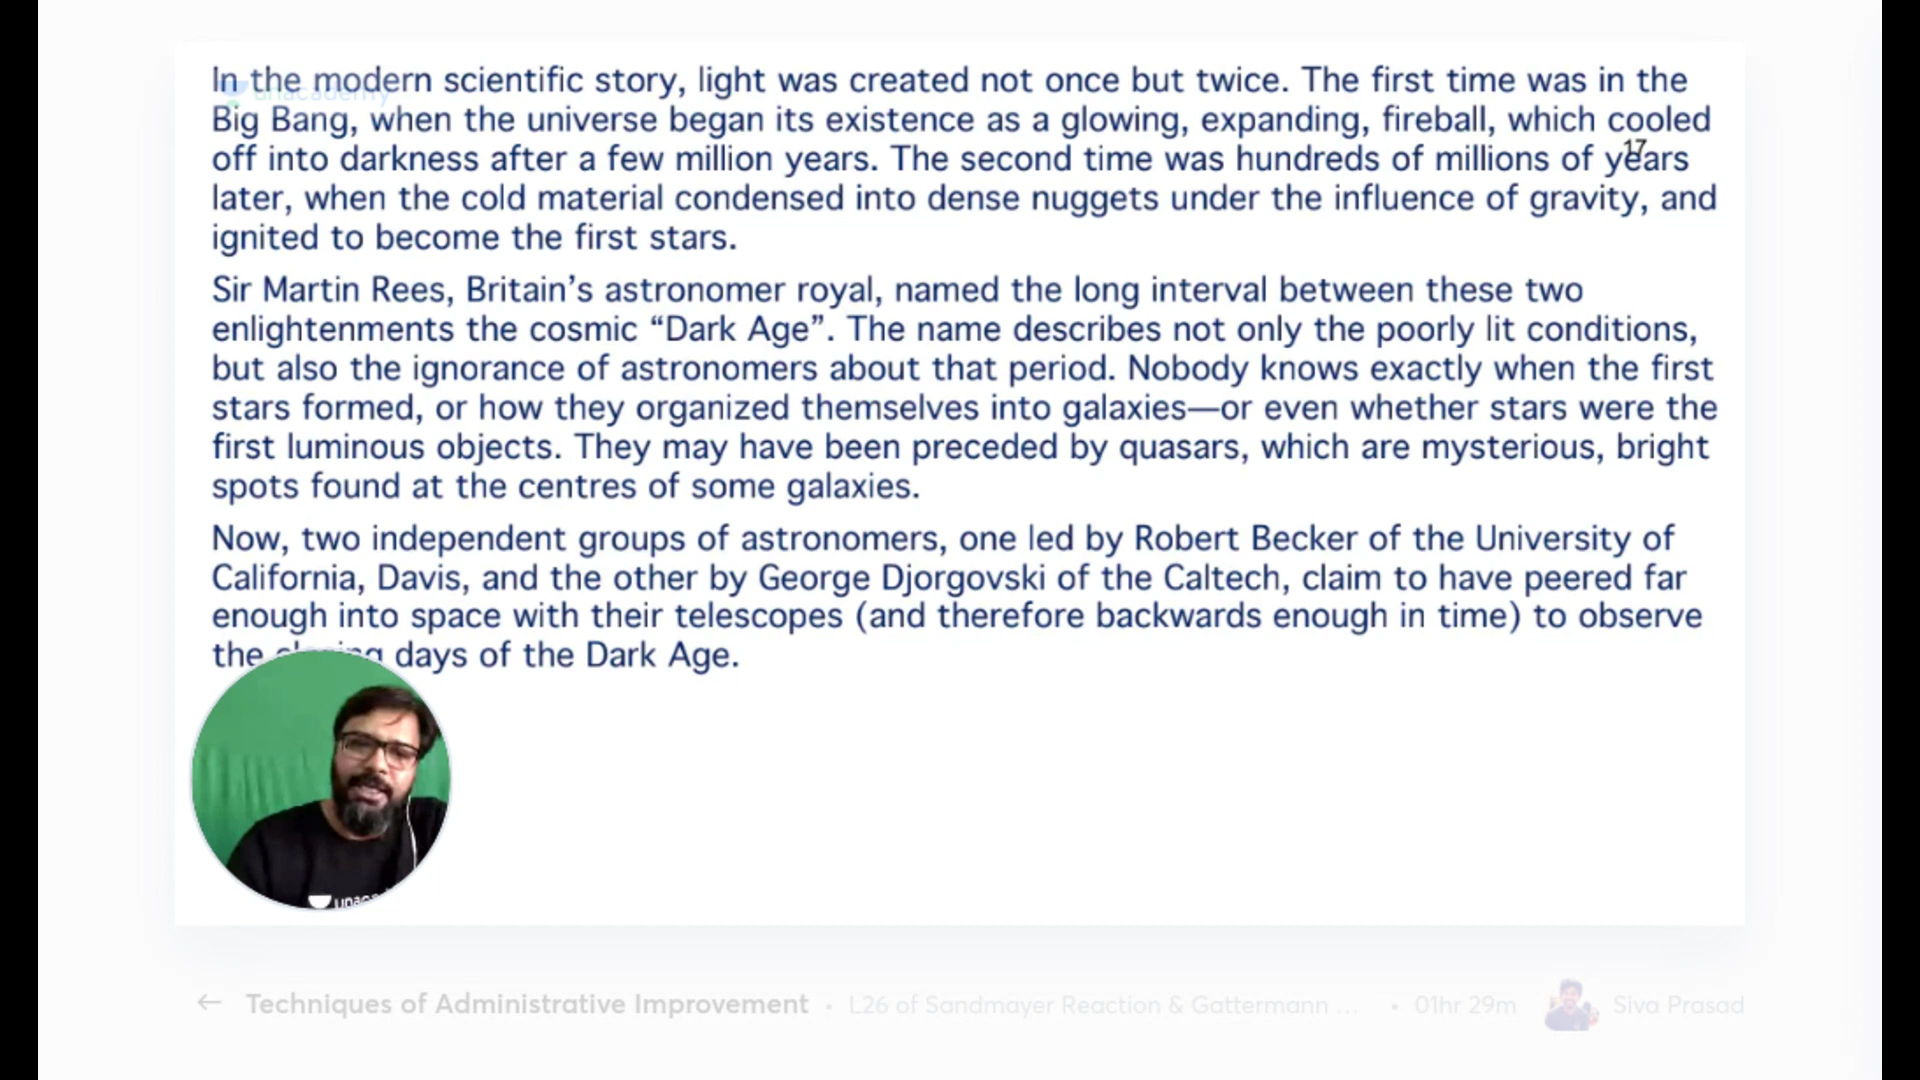 In the modern scientific story, light was created not once but twice. The first time was in the
unacademy
Big Bang, when the universe began its existence as a glowing, expanding, fireball, which cooled
17
off into darkness after a few million years. The second time was hundreds of millions of years
later, when the cold material condensed into dense nuggets under the influence of gravity, and
ignited to become the first stars.
Sir Martin Rees, Britain's astronomer royal, named the long interval between these two
enlightenments the cosmic “Dark Age”. The name describes not only the poorly lit conditions,
but also the ignorance of astronomers about that period. Nobody knows exactly when the first
stars formed, or how they organized themselves into galaxies—or even whether stars were the
first luminous objects. They may have been preceded by quasars, which are mysterious, bright
spots found at the centres of some galaxies.
Now, two independent groups of astronomers, one led by Robert Becker of the University of
California, Davis, and the other by George Djorgovski of the Caltech, claim to have peered far
enough into space with their telescopes (and therefore backwards enough in time) to observe
the days of the Dark Age.
← Techniques of Administrative Improvement • L26 of Sandmayer Reaction & Gattermann ... • 01hr 29m Siva Prasad